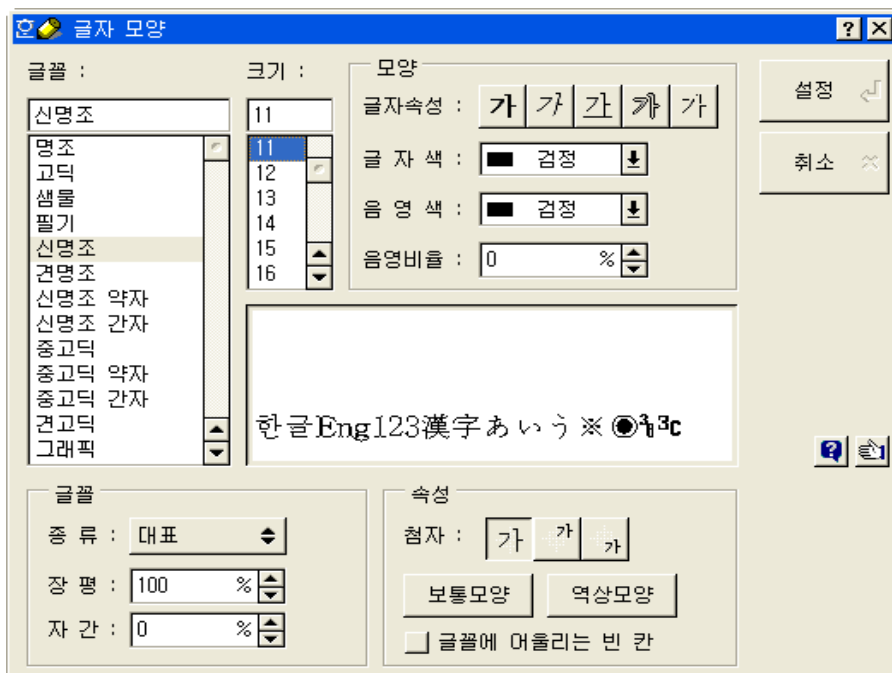 글자 모양
글꼴 :
신명조
명조
고딕
샘물
필기
신명조
견명조
신명조 약자
신명조 간자
중고딕
중고딕 약자
중고딕 간자
견고딕
그래픽
크기 :
11
11
12
13
14
15
16
모양
글자속성 : 가 가 가 가 가
글 자 색 : 검정
음 영 색 : 검정
음영비율 : 0 %
설정
취소
한글Eng123漢字あいう※
글꼴
종 류 : 대표
장 평 : 100 %
자 간 : 0 %
속성
첨자 : 가 가 가
보통모양 역상모양
글꼴에 어울리는 빈 칸